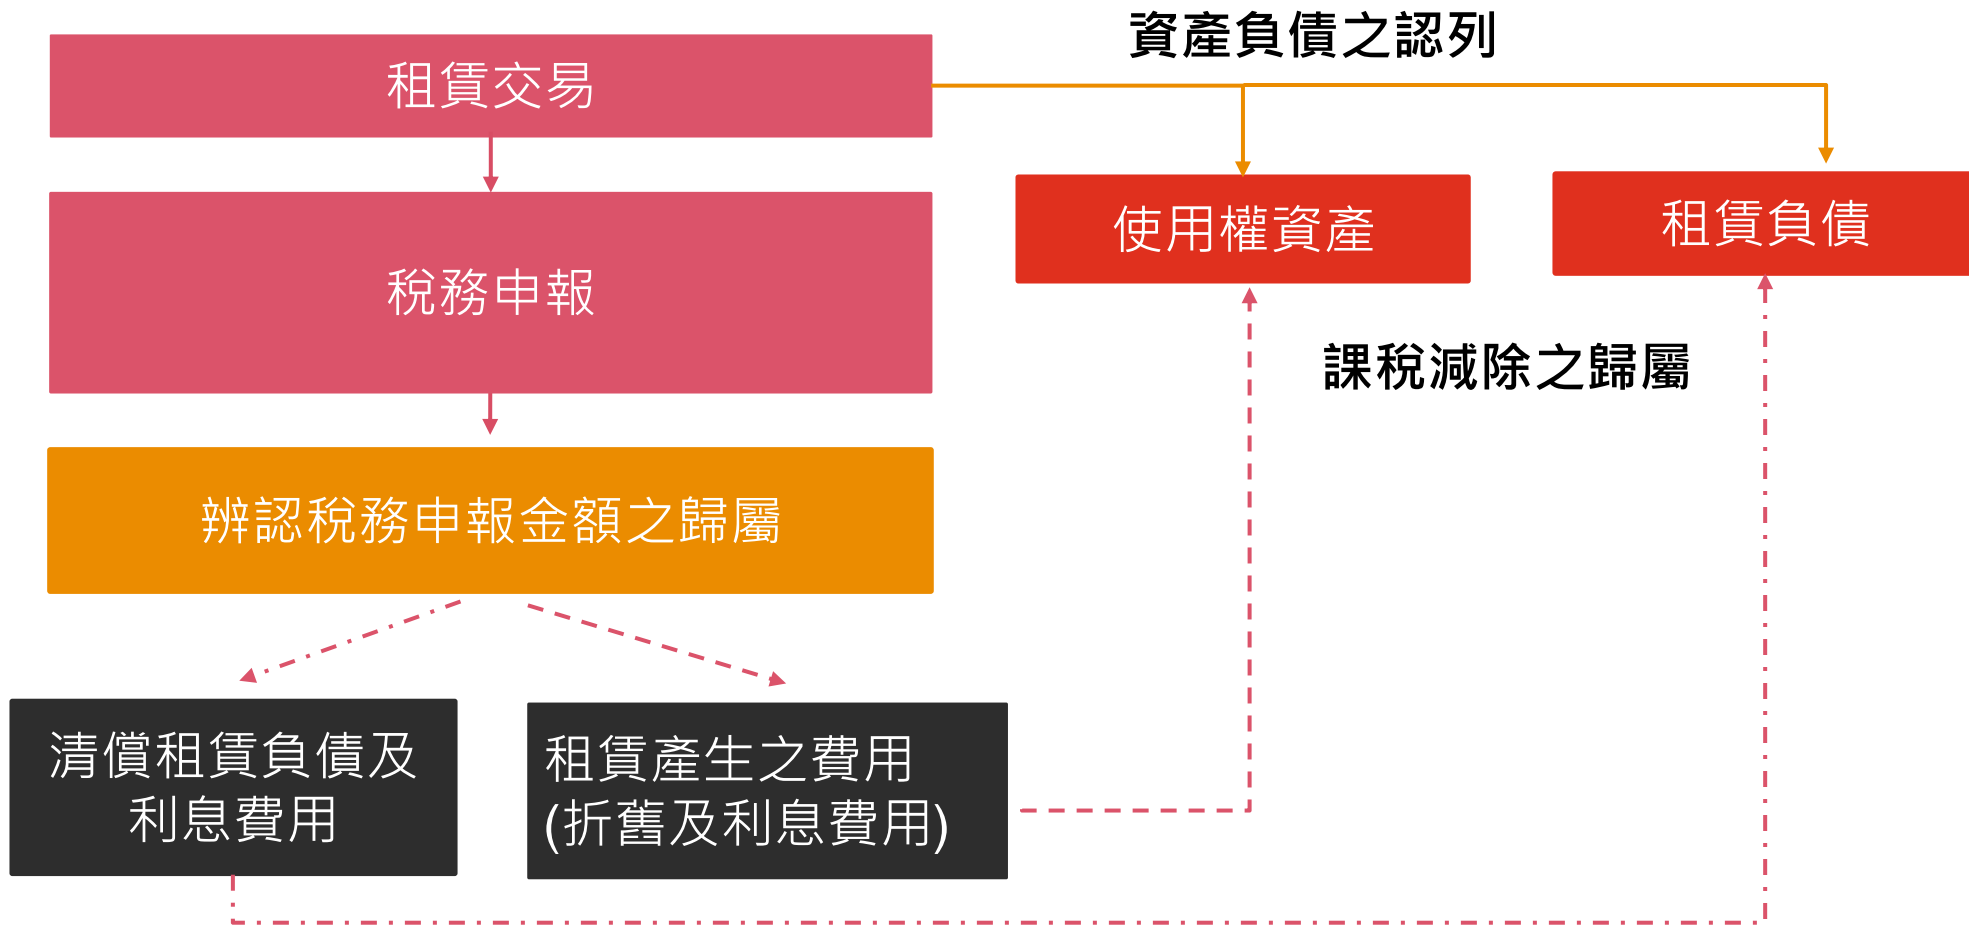 資產負債之認列
租賃交易
使用權資產
租賃負債
稅務申報
課稅減除之歸屬
辨認稅務申報金額之歸屬
清償租賃負債及
利息費用
租賃產生之費用
(折舊及利息費用)